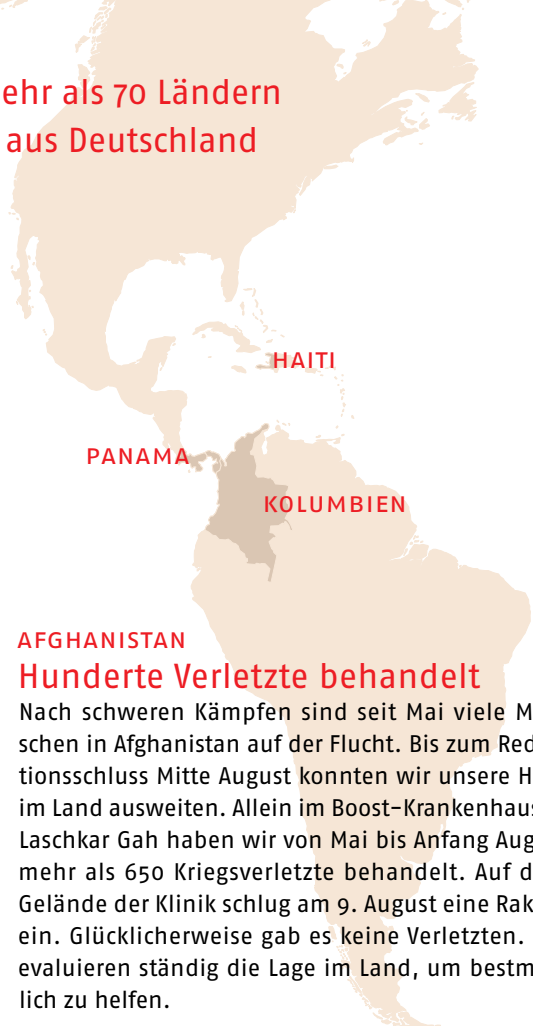 ehr als 70 Ländern
aus Deutschland
HAITI
PANAMA
KOLUMBIEN
AFGHANISTAN
Hunderte Verletzte behandelt
Nach schweren Kämpfen sind seit Mai viele M
schen in Afghanistan auf der Flucht. Bis zum Red
tionsschluss Mitte August konnten wir unsere H
im Land ausweiten. Allein im Boost-Krankenhaus
Laschkar Gah haben wir von Mai bis Anfang Aug
mehr als 650 Kriegsverletzte behandelt. Auf d
Gelände der Klinik schlug am 9. August eine Rak
ein. Glücklicherweise gab es keine Verletzten.
evaluieren ständig die Lage im Land, um bestm
lich zu helfen.